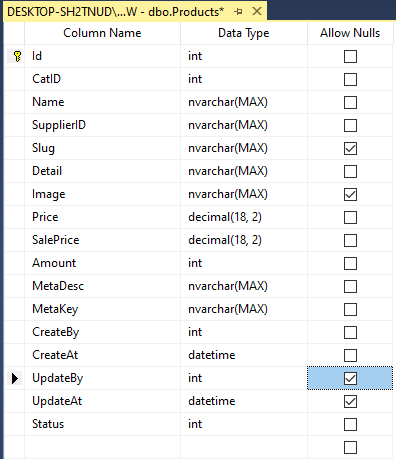 DESKTOP-SH2TNUD\...W - dbo.Products*
Column Name Data Type Allow Nulls
Id int
CatID int
Name nvarchar(MAX)
SupplierID nvarchar(MAX)
Slug nvarchar(MAX)
Detail nvarchar(MAX)
Image nvarchar(MAX)
Price decimal(18, 2)
SalePrice decimal(18, 2)
Amount int
MetaDesc nvarchar(MAX)
MetaKey nvarchar(MAX)
CreateBy int
CreateAt datetime
UpdateBy int
UpdateAt datetime
Status int